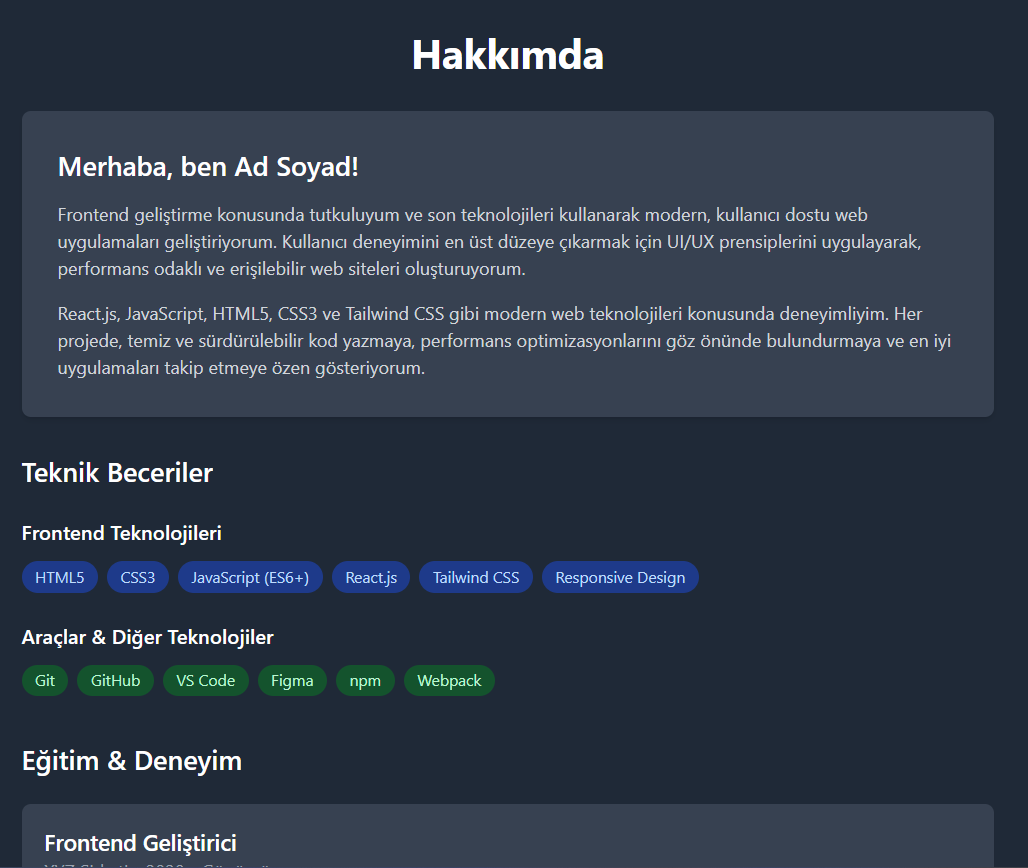 Hakkımda
Merhaba, ben Ad Soyad!
Frontend geliştirme konusunda tutkuluyum ve son teknolojileri kullanarak modern, kullanıcı dostu web
uygulamaları geliştiriyorum. Kullanıcı deneyimini en üst düzeye çıkarmak için UI/UX prensiplerini uygulayarak,
performans odaklı ve erişilebilir web siteleri oluşturuyorum.
React.js, JavaScript, HTML5, CSS3 ve Tailwind CSS gibi modern web teknolojileri konusunda deneyimliyim. Her
projede, temiz ve sürdürülebilir kod yazmaya, performans optimizasyonlarını göz önünde bulundurmaya ve en iyi
uygulamaları takip etmeye özen gösteriyorum.
Teknik Beceriler
Frontend Teknolojileri
HTML5 CSS3 JavaScript (ES6+) React.js Tailwind CSS Responsive Design
Araçlar & Diğer Teknolojiler
Git GitHub VS Code Figma npm Webpack
Eğitim & Deneyim
Frontend Geliştirici